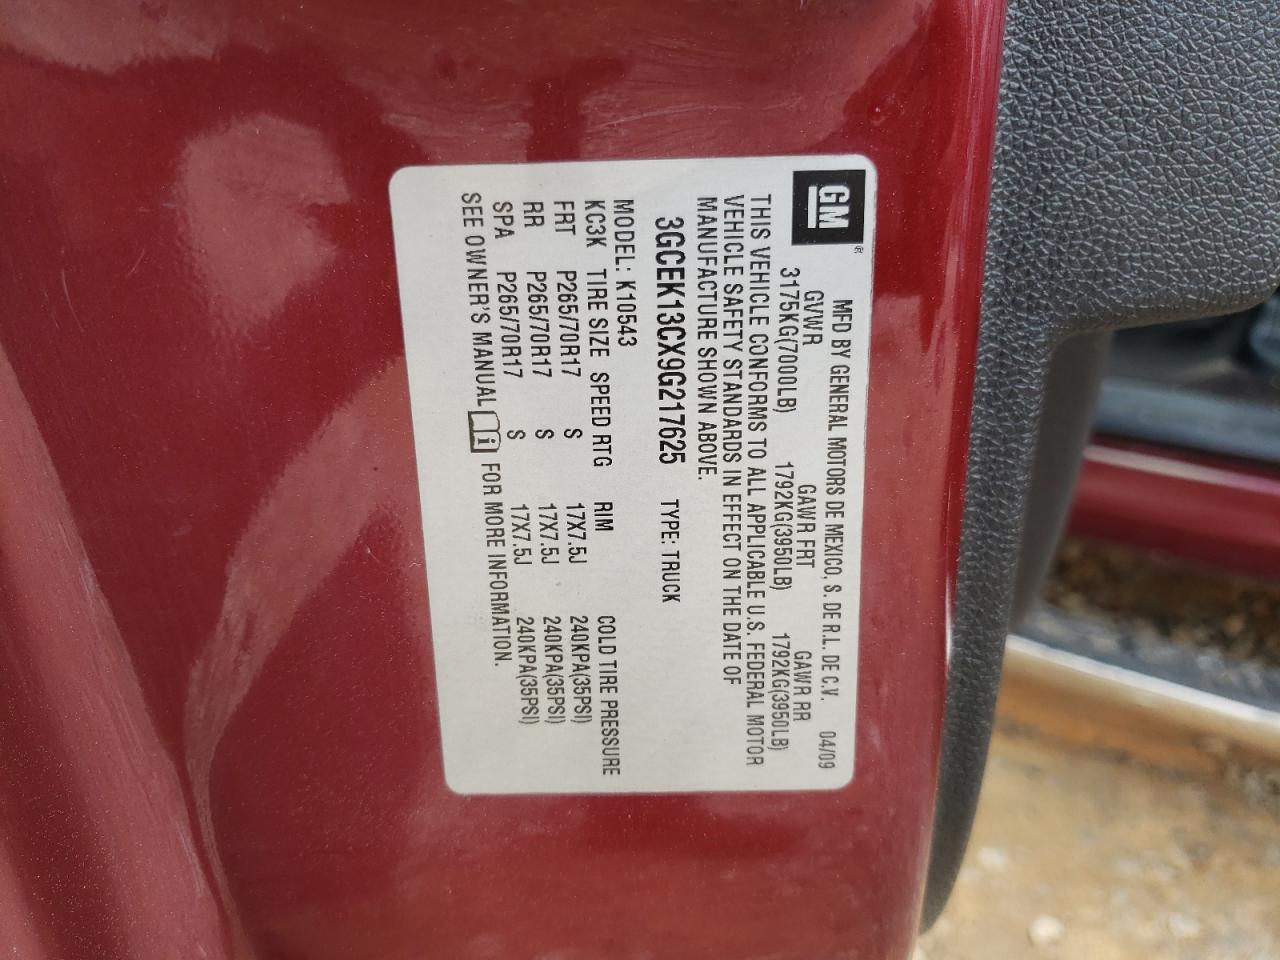 GM®
MFD BY GENERAL MOTORS DE MEXICO, S. DE R.L. DE C.V. 04/09
GVWR GAWR FRT GAWR RR
3175KG(7000LB) 1792KG(3950LB) 1792KG(3950LB)
THIS VEHICLE CONFORMS TO ALL APPLICABLE U.S. FEDERAL MOTOR
VEHICLE SAFETY STANDARDS IN EFFECT ON THE DATE OF
MANUFACTURE SHOWN ABOVE.
3GCEK13CX9G217625 TYPE: TRUCK
MODEL: K10543
KC3K TIRE SIZE SPEED RTG RIM COLD TIRE PRESSURE
FRT P265/70R17 S 17X7.5J 240KPA(35PSI)
RR P265/70R17 S 17X7.5J 240KPA(35PSI)
SPA P265/70R17 S 17X7.5J 240KPA(35PSI)
SEE OWNER'S MANUAL i FOR MORE INFORMATION.